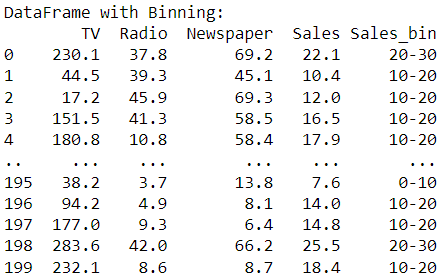 DataFrame with Binning:
TV Radio Newspaper Sales Sales_bin
0 230.1 37.8 69.2 22.1 20-30
1 44.5 39.3 45.1 10.4 10-20
2 17.2 45.9 69.3 12.0 10-20
3 151.5 41.3 58.5 16.5 10-20
4 180.8 10.8 58.4 17.9 10-20
.. ... ... ... ... ...
195 38.2 3.7 13.8 7.6 0-10
196 94.2 4.9 8.1 14.0 10-20
197 177.0 9.3 6.4 14.8 10-20
198 283.6 42.0 66.2 25.5 20-30
199 232.1 8.6 8.7 18.4 10-20